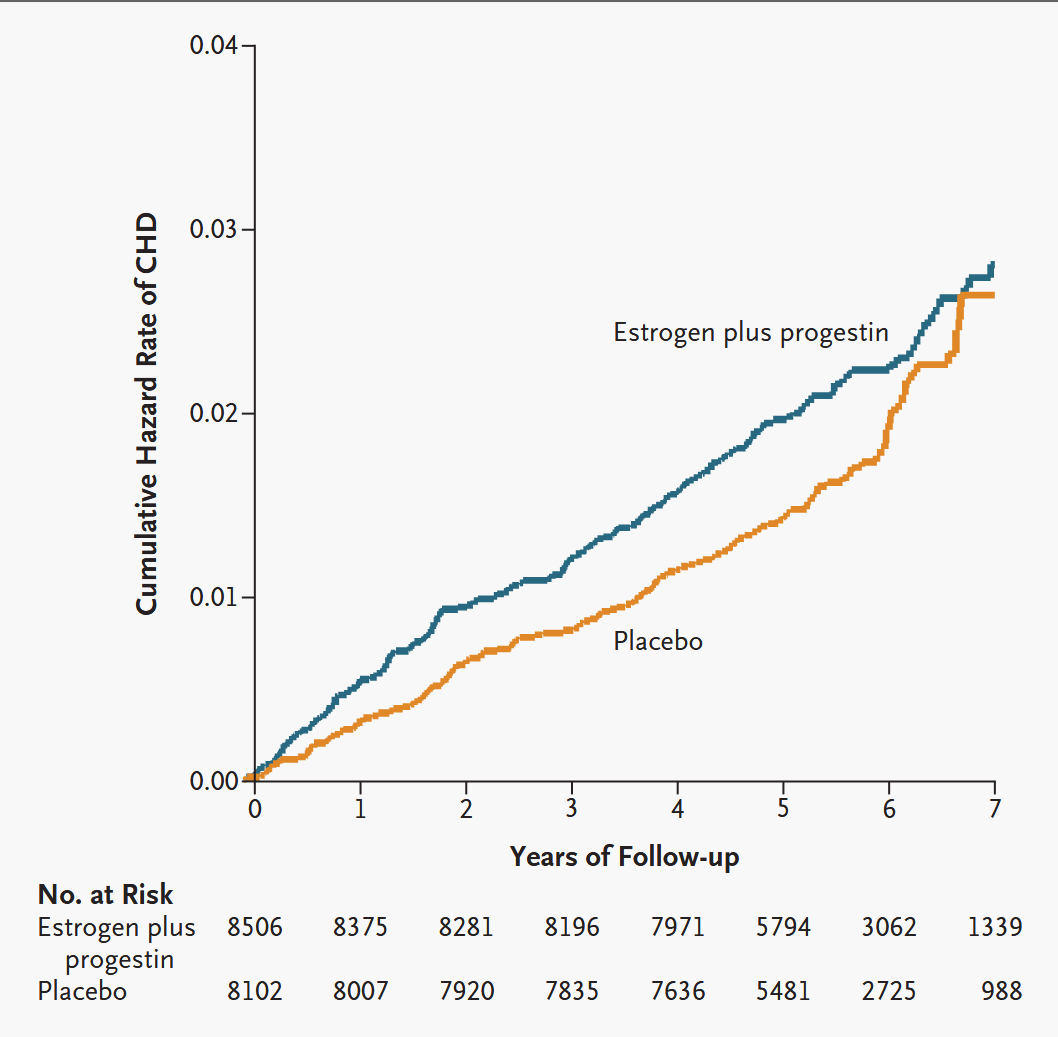 0.04
0.03
0.02
0.01
0.00
Cumulative Hazard Rate of CHD
Estrogen plus progestin
Placebo
0 1 2 3 4 5 6 7
Years of Follow-up
No. at Risk
Estrogen plus 8506 8375 8281 8196 7971 5794 3062 1339
progestin
Placebo 8102 8007 7920 7835 7636 5481 2725 988